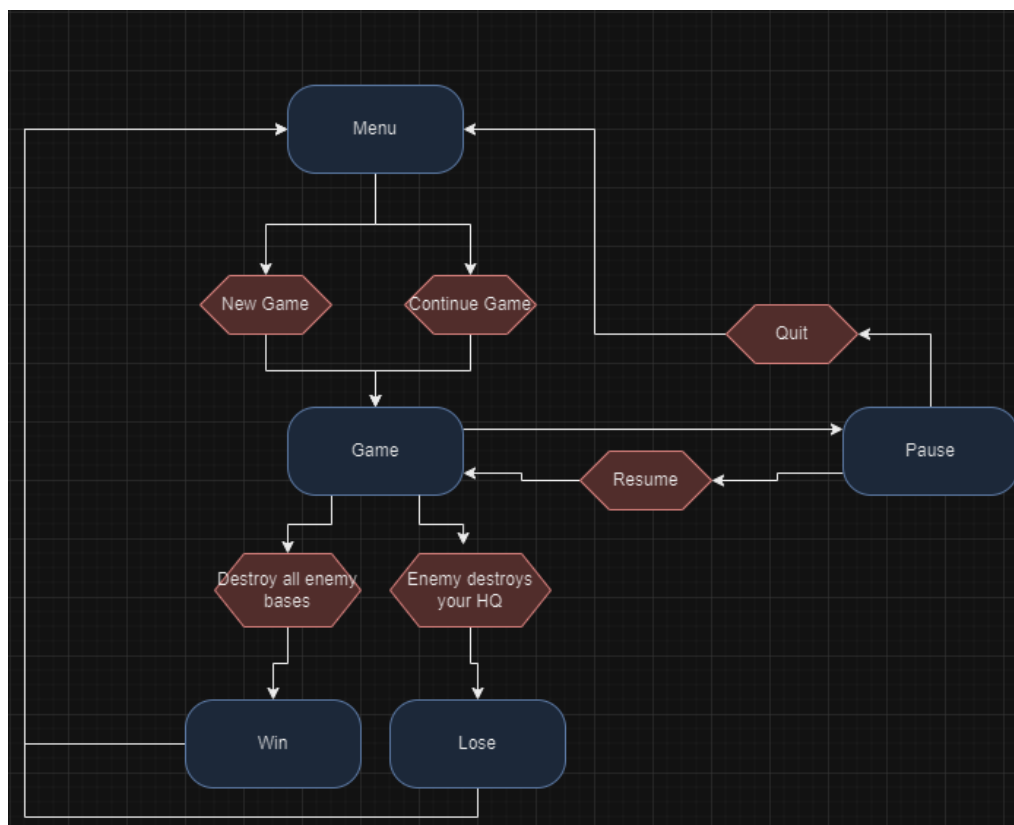 Menu
New Game
Continue Game
Quit
Game
Pause
Resume
Destroy all enemy
bases
Enemy destroys
your HQ
Win
Lose